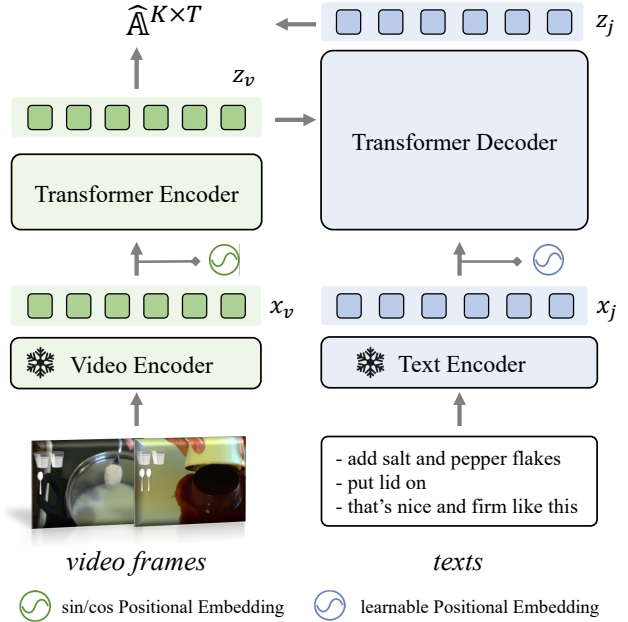 𝔸̂^{K×T}
z_j
z_v
Transformer Decoder
Transformer Encoder
x_v
x_j
Video Encoder
Text Encoder
- add salt and pepper flakes
- put lid on
- that's nice and firm like this
video frames
texts
sin/cos Positional Embedding
learnable Positional Embedding